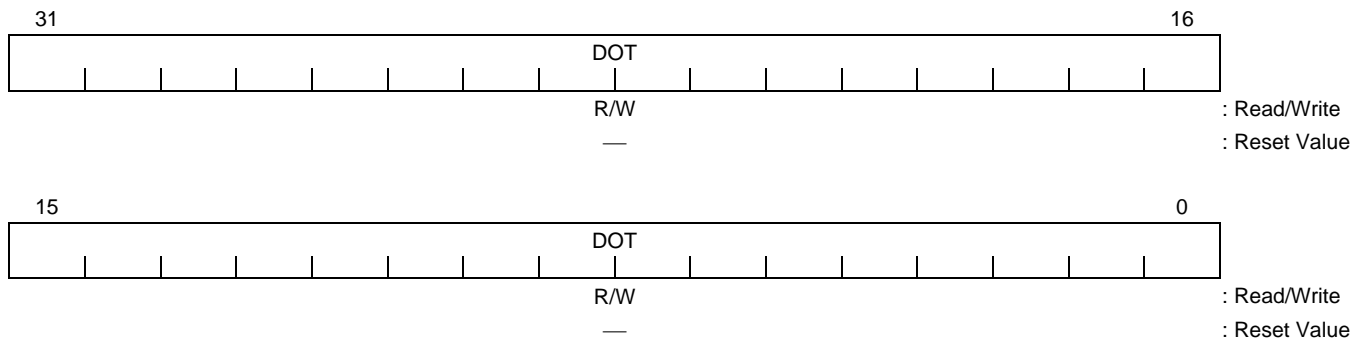 31 16
DOT
R/W : Read/Write
— : Reset Value
15 0
DOT
R/W : Read/Write
— : Reset Value